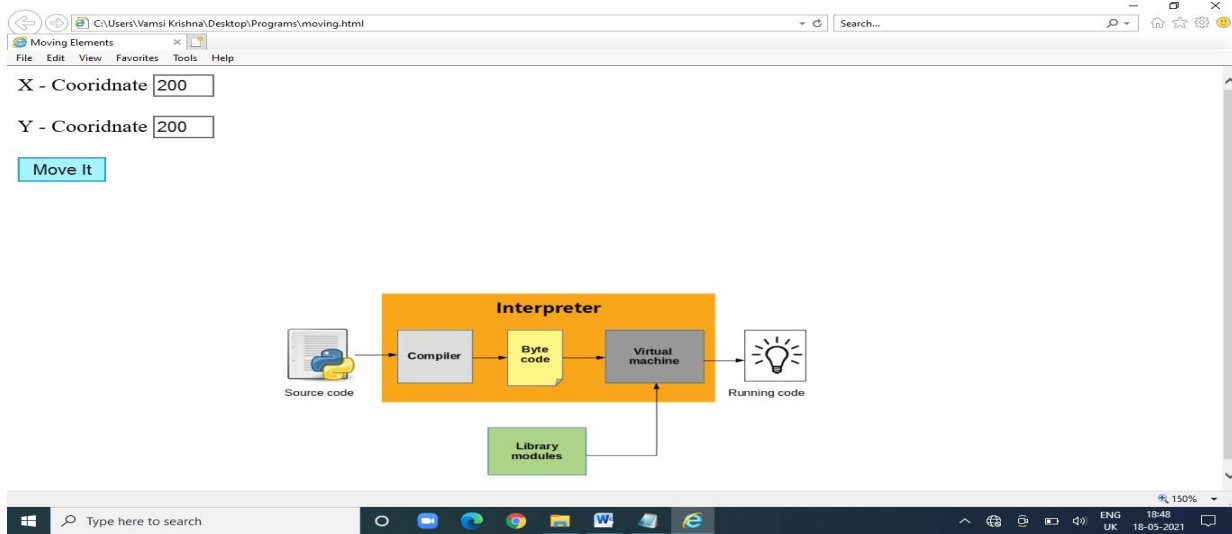 C:\Users\Vamsi Krishna\Desktop\Programs\moving.html
Search...
Moving Elements
File Edit View Favorites Tools Help
X - Cooridnate 200
Y - Cooridnate 200
Move It
Interpreter
Compiler
Byte
code
Virtual
machine
Source code
Running code
Library
modules
150%
Type here to search
ENG
UK
18:48
18-05-2021